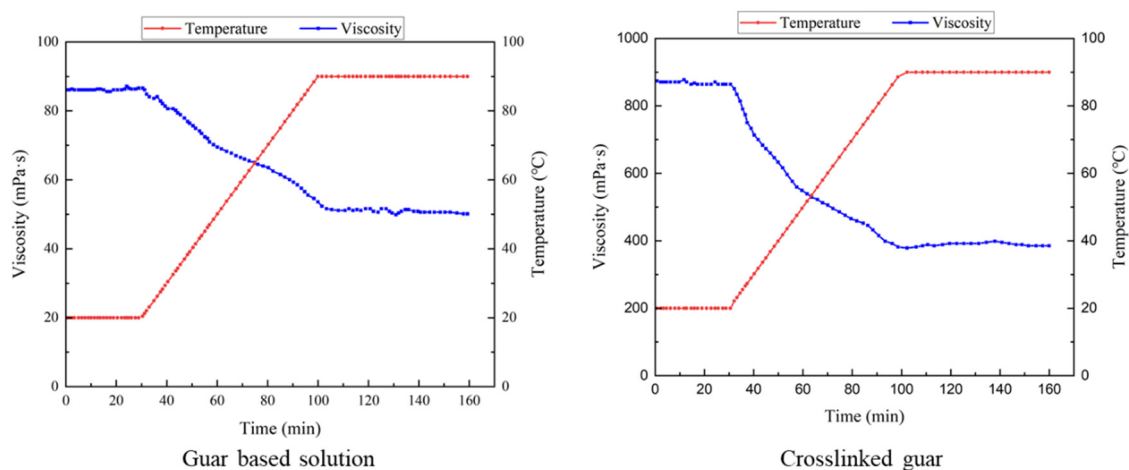 Temperature Viscosity
100
80
60
40
20
0
Viscosity (mPa·s)
100
80
60
40
20
0
Temperature (℃)
0 20 40 60 80 100 120 140 160
Time (min)
Guar based solution
Temperature Viscosity
1000
800
600
400
200
0
Viscosity (mPa·s)
100
80
60
40
20
0
Temperature (℃)
0 20 40 60 80 100 120 140 160
Time (min)
Crosslinked guar